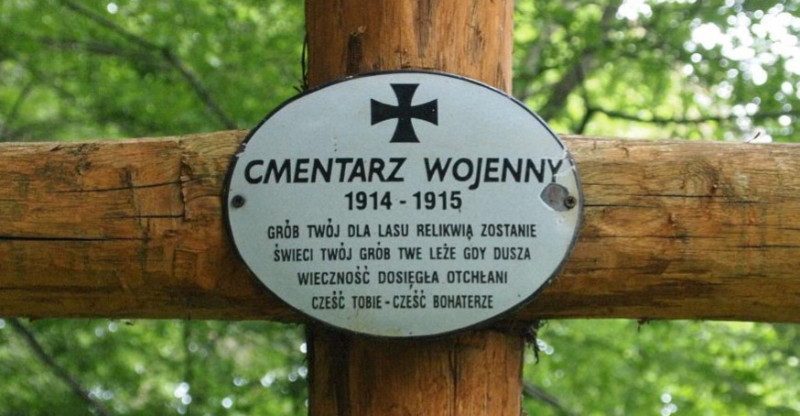 CMENTARZ WOJENNY
1914 - 1915
GRÓB TWÓJ DLA LASU RELIKWIĄ ZOSTANIE
ŚWIECI TWÓJ GRÓB TWE LEŻE GDY DUSZA
WIECZNOŚĆ DOSIĘGŁA OTCHŁANI
CZEŚĆ TOBIE - CZEŚĆ BOHATERZE